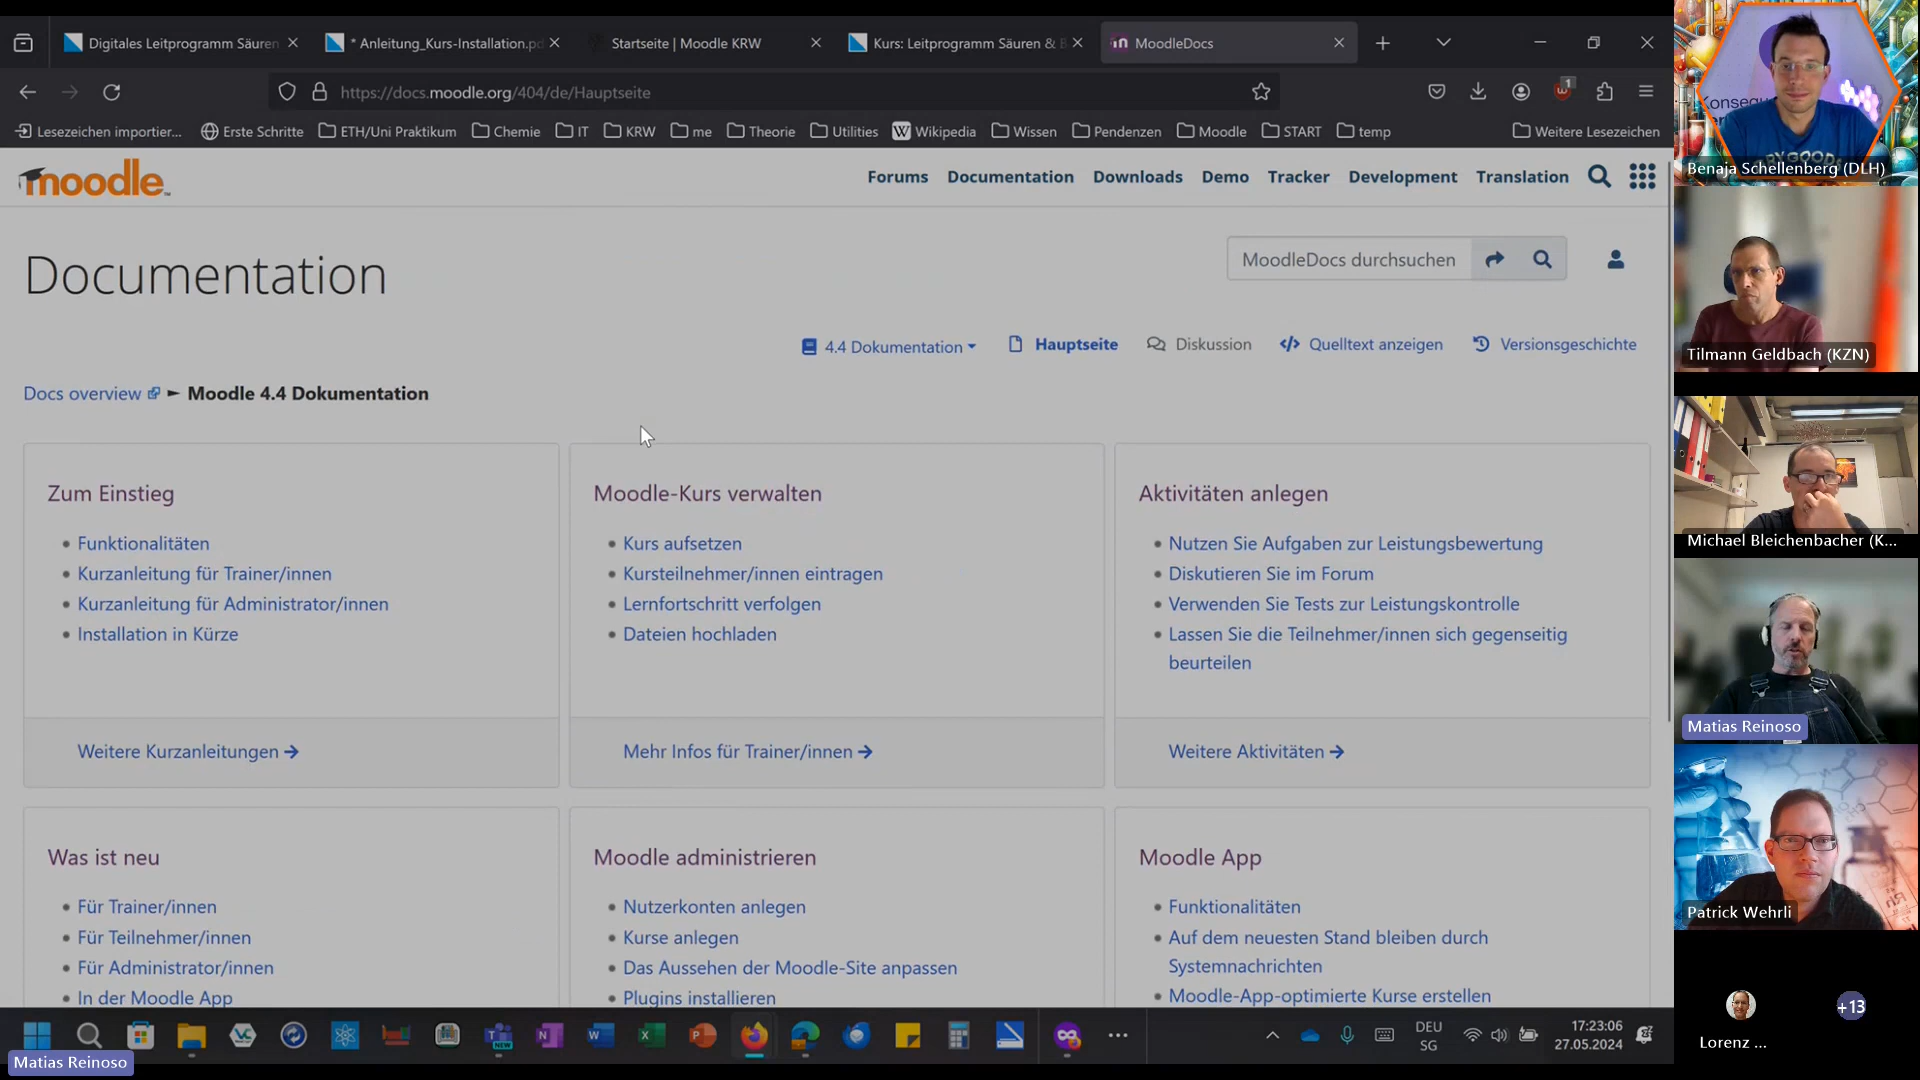 Digitales Leitprogramm Säuren
* Anleitung_Kurs-Installation.pd
Startseite | Moodle KRW
Kurs: Leitprogramm Säuren & B
MoodleDocs
https://docs.moodle.org/404/de/Hauptseite
1
Lesezeichen importier...
Erste Schritte
ETH/Uni Praktikum
Chemie
IT
KRW
me
Theorie
Utilities
Wikipedia
Wissen
Pendenzen
Moodle
START
temp
Weitere Lesezeichen
moodle
Forums
Documentation
Downloads
Demo
Tracker
Development
Translation
Documentation
MoodleDocs durchsuchen
4.4 Dokumentation
Hauptseite
Diskussion
Quelltext anzeigen
Versionsgeschichte
Docs overview ► Moodle 4.4 Dokumentation
Zum Einstieg
Funktionalitäten
Kurzanleitung für Trainer/innen
Kurzanleitung für Administrator/innen
Installation in Kürze
Weitere Kurzanleitungen →
Moodle-Kurs verwalten
Kurs aufsetzen
Kursteilnehmer/innen eintragen
Lernfortschritt verfolgen
Dateien hochladen
Mehr Infos für Trainer/innen →
Aktivitäten anlegen
Nutzen Sie Aufgaben zur Leistungsbewertung
Diskutieren Sie im Forum
Verwenden Sie Tests zur Leistungskontrolle
Lassen Sie die Teilnehmer/innen sich gegenseitig
beurteilen
Weitere Aktivitäten →
Was ist neu
Für Trainer/innen
Für Teilnehmer/innen
Für Administrator/innen
In der Moodle App
Moodle administrieren
Nutzerkonten anlegen
Kurse anlegen
Das Aussehen der Moodle-Site anpassen
Plugins installieren
Moodle App
Funktionalitäten
Auf dem neuesten Stand bleiben durch
Systemnachrichten
Moodle-App-optimierte Kurse erstellen
DEU
SG
17:23:06
27.05.2024
Matias Reinoso
Benaja Schellenberg (DLH)
Tilmann Geldbach (KZN)
Michael Bleichenbacher (K...
Matias Reinoso
Patrick Wehrli
Lorenz ...
+13